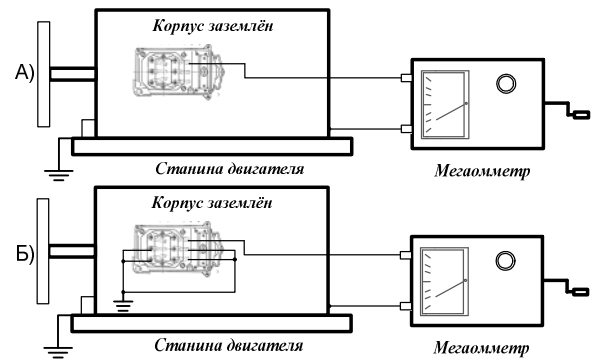 Корпус заземлён
А)
Станина двигателя
Мегаомметр
Корпус заземлён
Б)
Станина двигателя
Мегаомметр